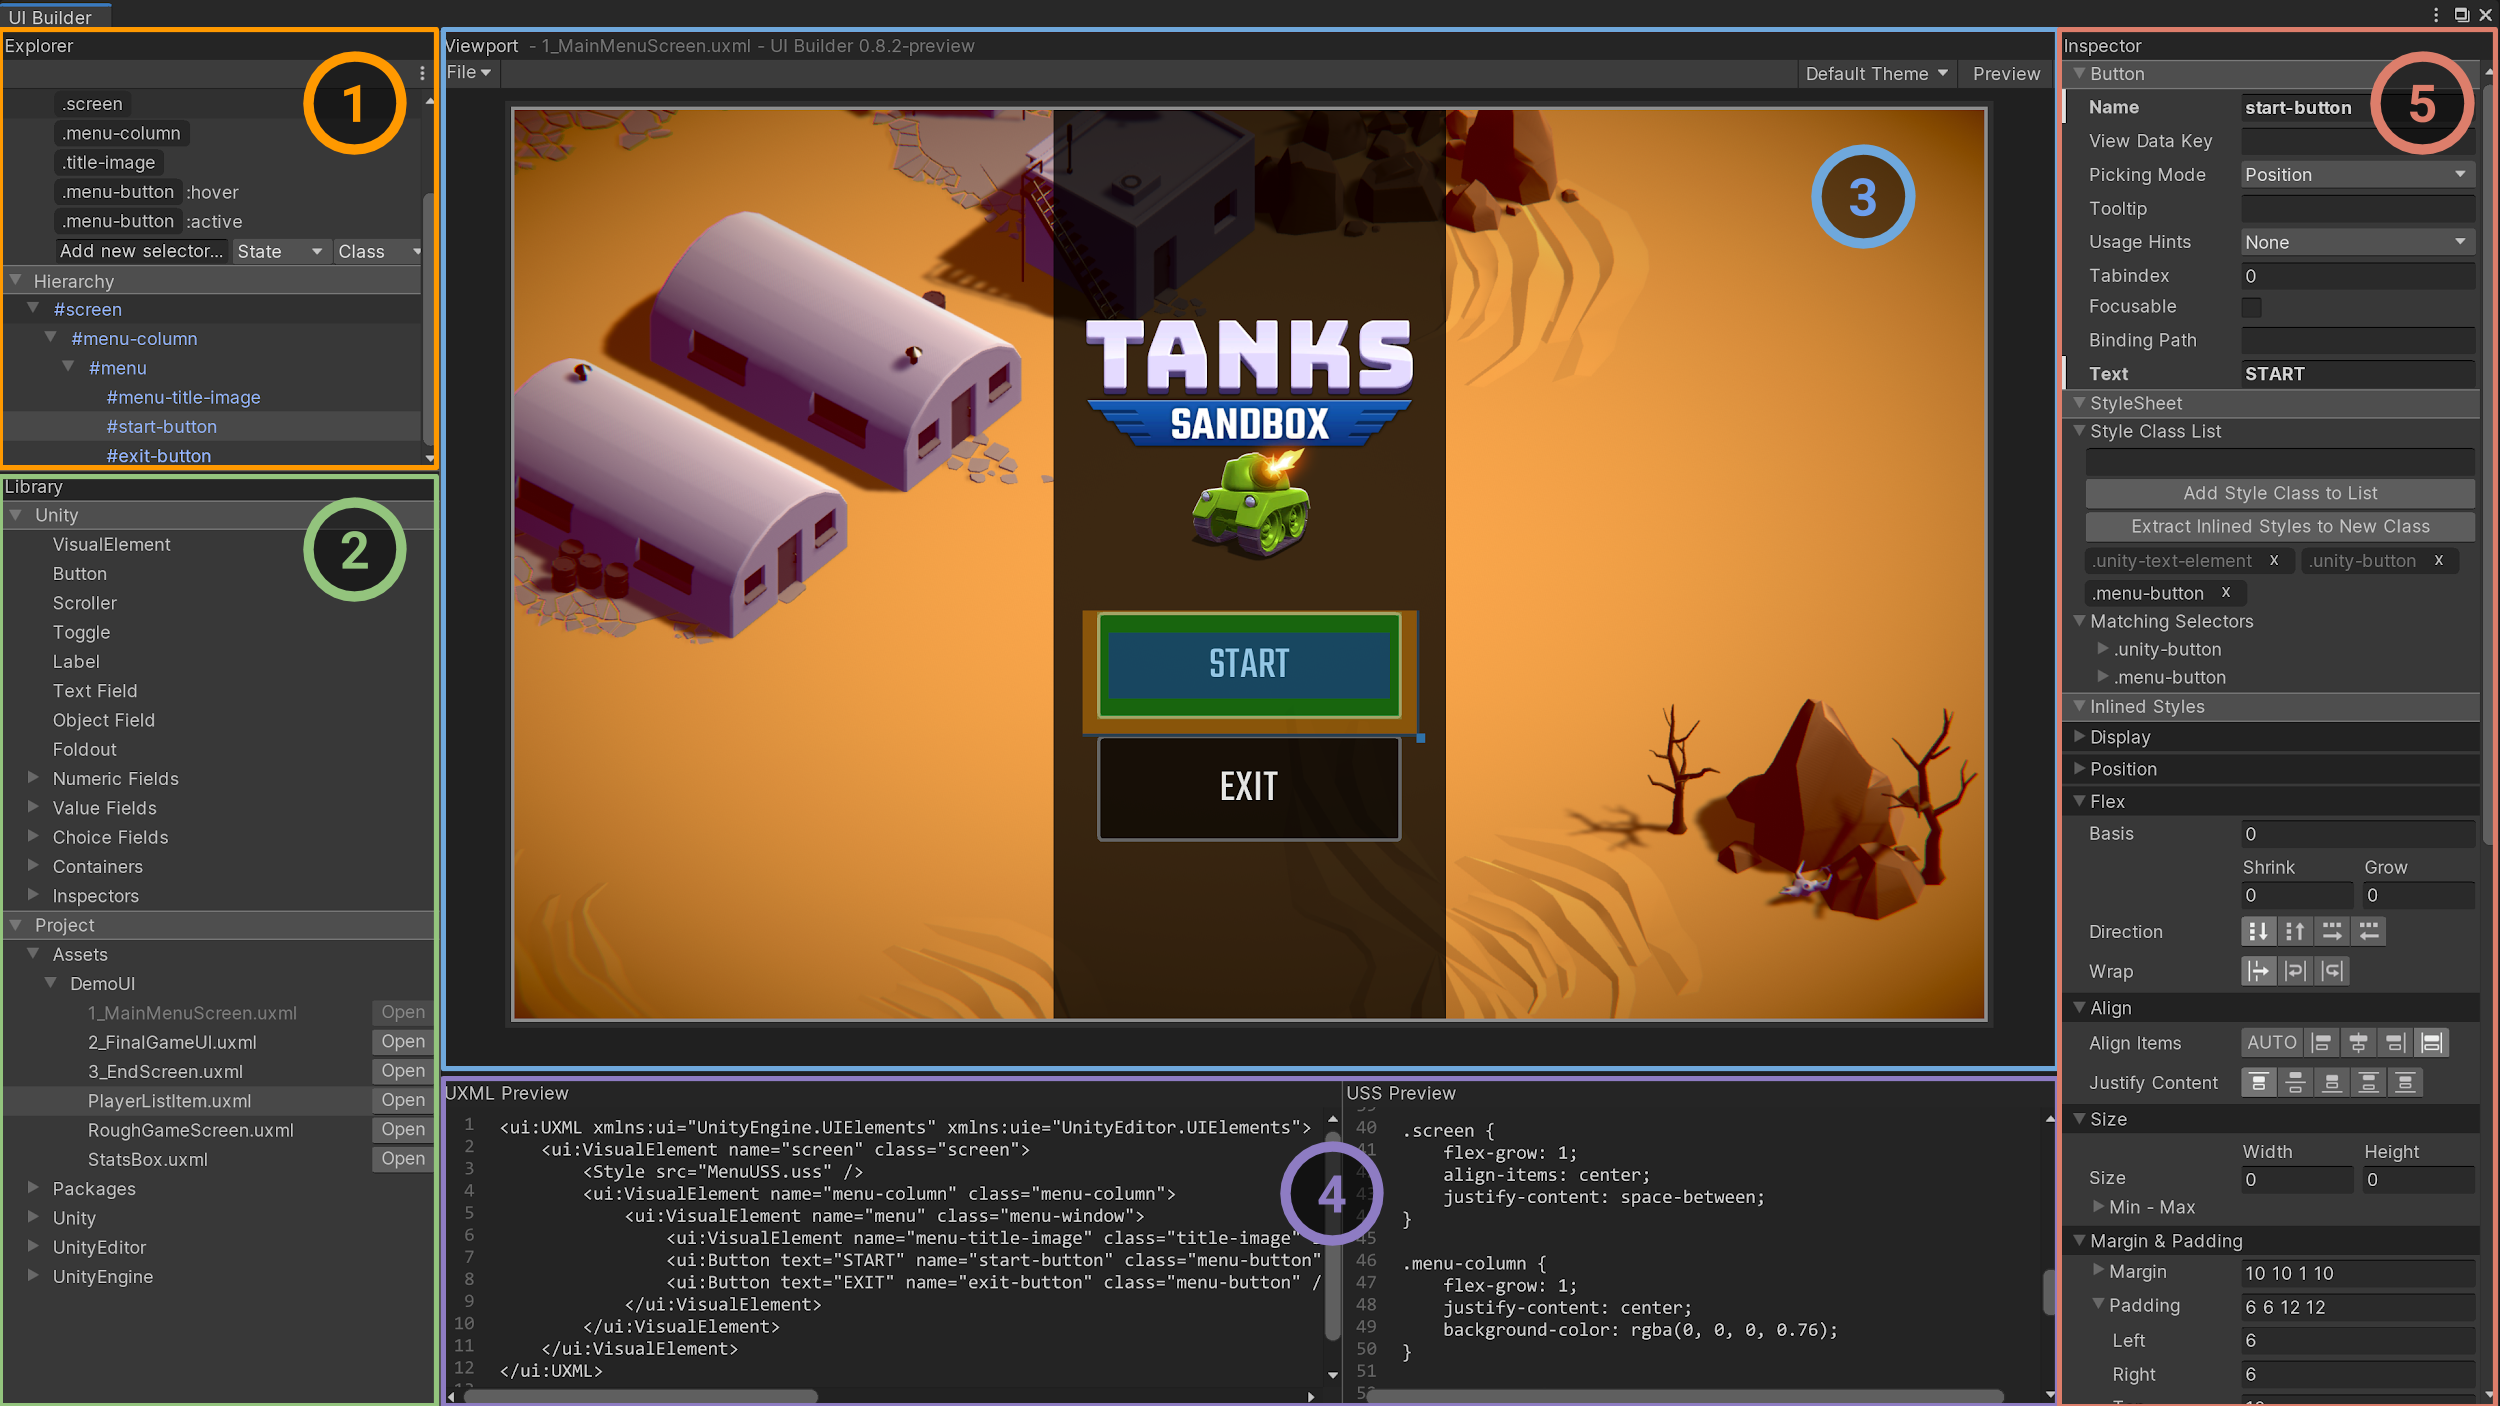 UI Builder
Explorer
1
.screen
.menu-column
.title-image
.menu-button :hover
.menu-button :active
Add new selector... State Class
Hierarchy
#screen
#menu-column
#menu
#menu-title-image
#start-button
#exit-button
Library
2
Unity
VisualElement
Button
Scroller
Toggle
Label
Text Field
Object Field
Foldout
Numeric Fields
Value Fields
Choice Fields
Containers
Inspectors
Project
Assets
DemoUI
1_MainMenuScreen.uxml Open
2_FinalGameUI.uxml Open
3_EndScreen.uxml Open
PlayerListItem.uxml Open
RoughGameScreen.uxml Open
StatsBox.uxml Open
Packages
Unity
UnityEditor
UnityEngine
Viewport - 1_MainMenuScreen.uxml - UI Builder 0.8.2-preview
File Default Theme Preview
3
TANKS
SANDBOX
START
EXIT
UXML Preview
1 <ui:UXML xmlns:ui="UnityEngine.UIElements" xmlns:uie="UnityEditor.UIElements">
2 <ui:VisualElement name="screen" class="screen">
3 <Style src="MenuUSS.uss" />
4 <ui:VisualElement name="menu-column" class="menu-column">
5 <ui:VisualElement name="menu" class="menu-window">
6 <ui:VisualElement name="menu-title-image" class="title-image"
7 <ui:Button text="START" name="start-button" class="menu-button"
8 <ui:Button text="EXIT" name="exit-button" class="menu-button" /
9 </ui:VisualElement>
10 </ui:VisualElement>
11 </ui:VisualElement>
12 </ui:UXML>
4
USS Preview
40 .screen {
41 flex-grow: 1;
align-items: center;
justify-content: space-between;
}
45
46 .menu-column {
47 flex-grow: 1;
48 justify-content: center;
49 background-color: rgba(0, 0, 0, 0.76);
50 }
51
Inspector
5
Button
Name start-button
View Data Key
Picking Mode Position
Tooltip
Usage Hints None
Tabindex 0
Focusable
Binding Path
Text START
StyleSheet
Style Class List
Add Style Class to List
Extract Inlined Styles to New Class
.unity-text-element x .unity-button x
.menu-button x
Matching Selectors
.unity-button
.menu-button
Inlined Styles
Display
Position
Flex
Basis 0
Shrink Grow
0 0
Direction
Wrap
Align
Align Items AUTO
Justify Content
Size
Width Height
Size 0 0
Min - Max
Margin & Padding
Margin 10 10 1 10
Padding 6 6 12 12
Left 6
Right 6